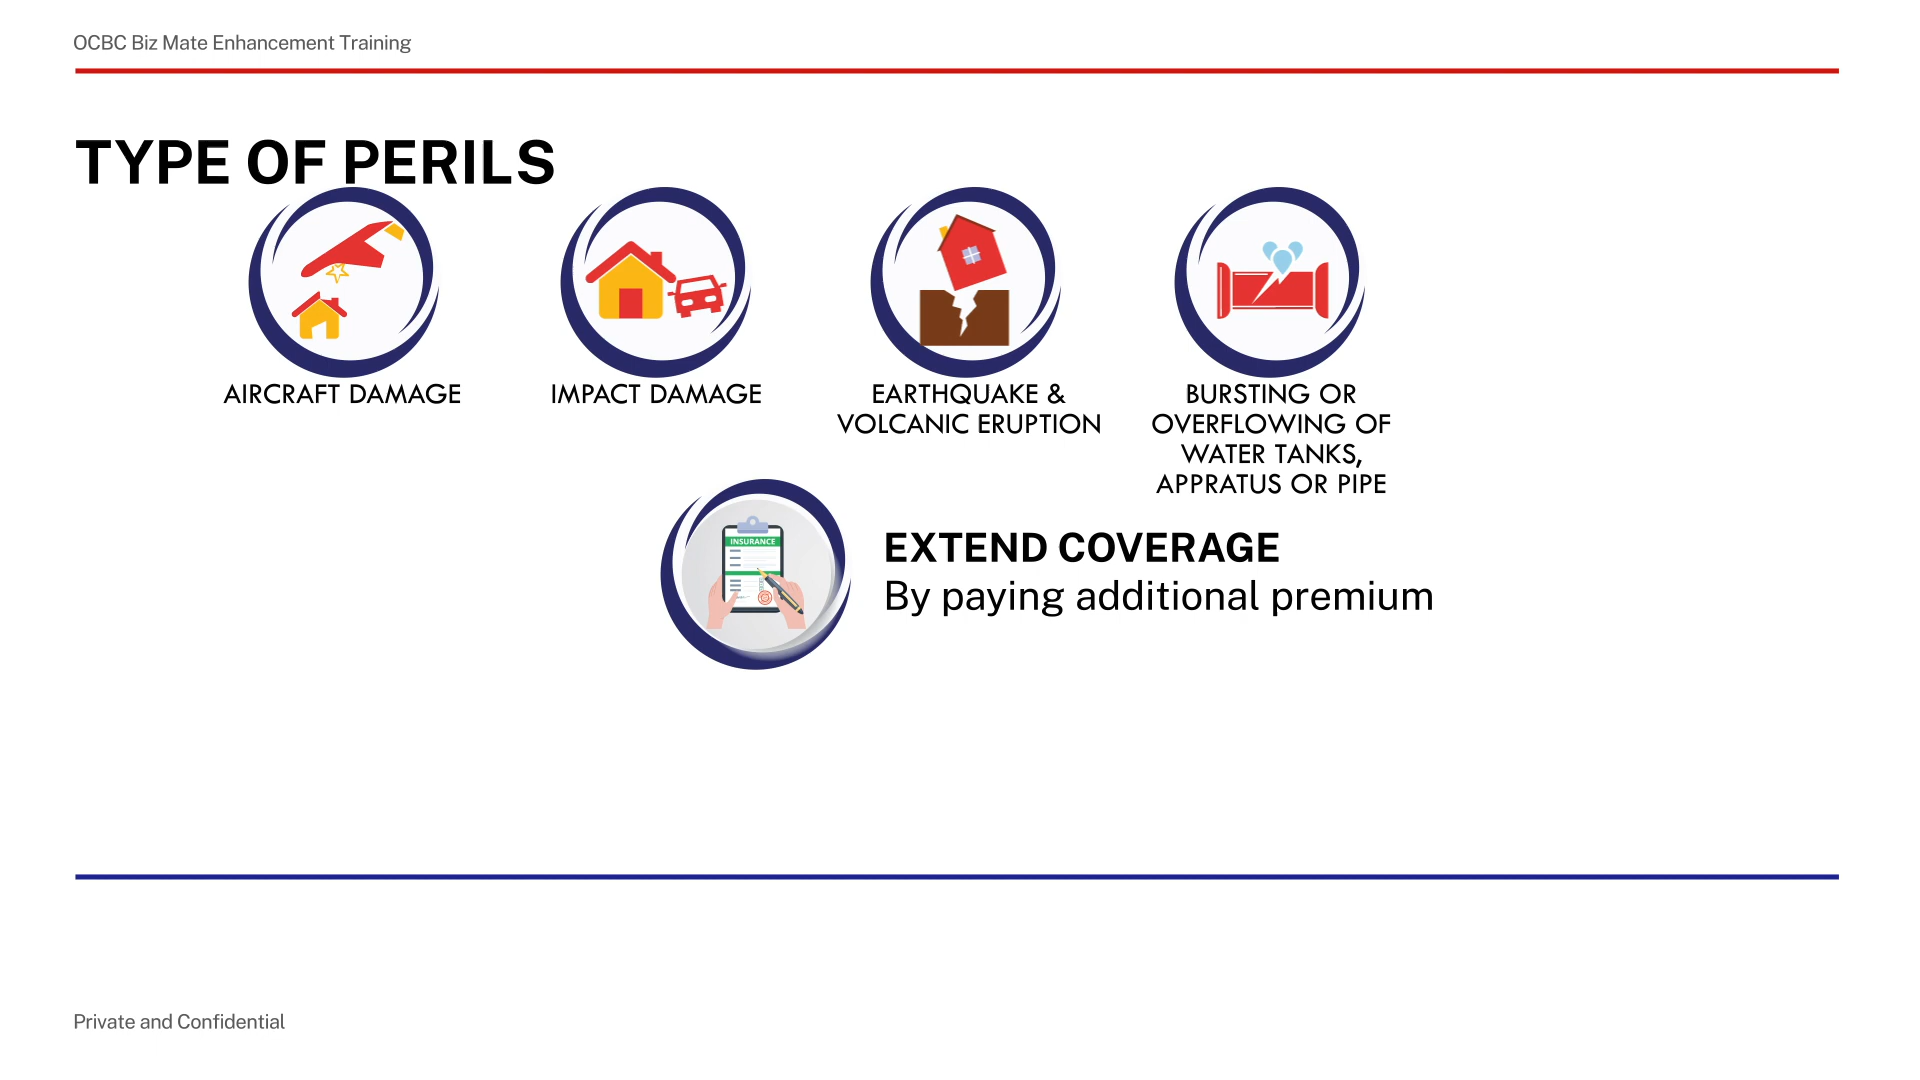 OCBC Biz Mate Enhancement Training
TYPE OF PERILS
AIRCRAFT DAMAGE
IMPACT DAMAGE
EARTHQUAKE &
VOLCANIC ERUPTION
BURSTING OR
OVERFLOWING OF
WATER TANKS,
APPRATUS OR PIPE
INSURANCE
EXTEND COVERAGE
By paying additional premium
Private and Confidential